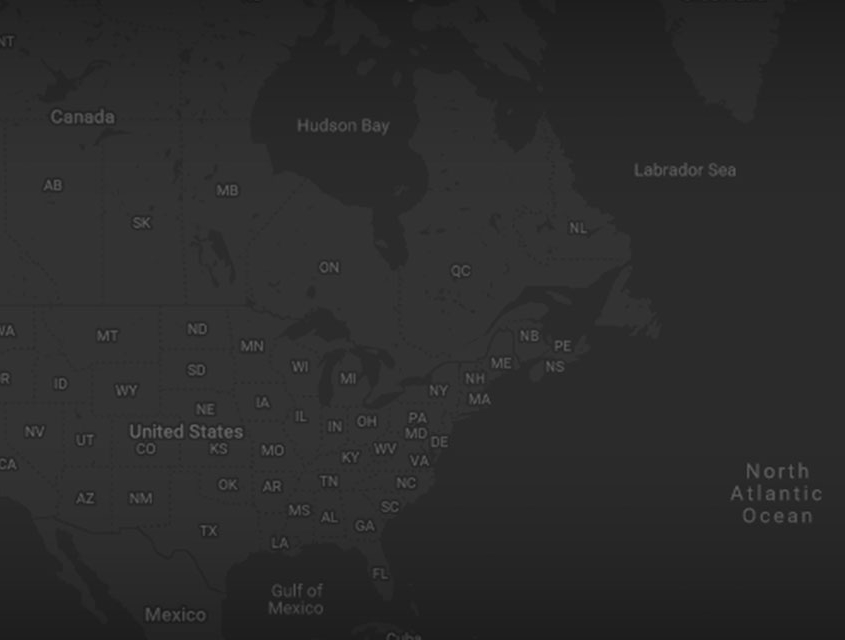 NT
Canada
Hudson Bay
Labrador Sea
AB
MB
SK
NL
ON
QC
WA
MT
ND
MN
NB
PE
ID
WY
SD
WI
MI
ME
NS
NH
NY
MA
NV
UT
NE
IA
IL
IN
OH
PA
MD
DE
United States
CO
KS
MO
KY
WV
VA
CA
AZ
NM
OK
AR
TN
NC
SC
MS
AL
GA
TX
LA
FL
North
Atlantic
Ocean
Gulf of
Mexico
Mexico
Cuba